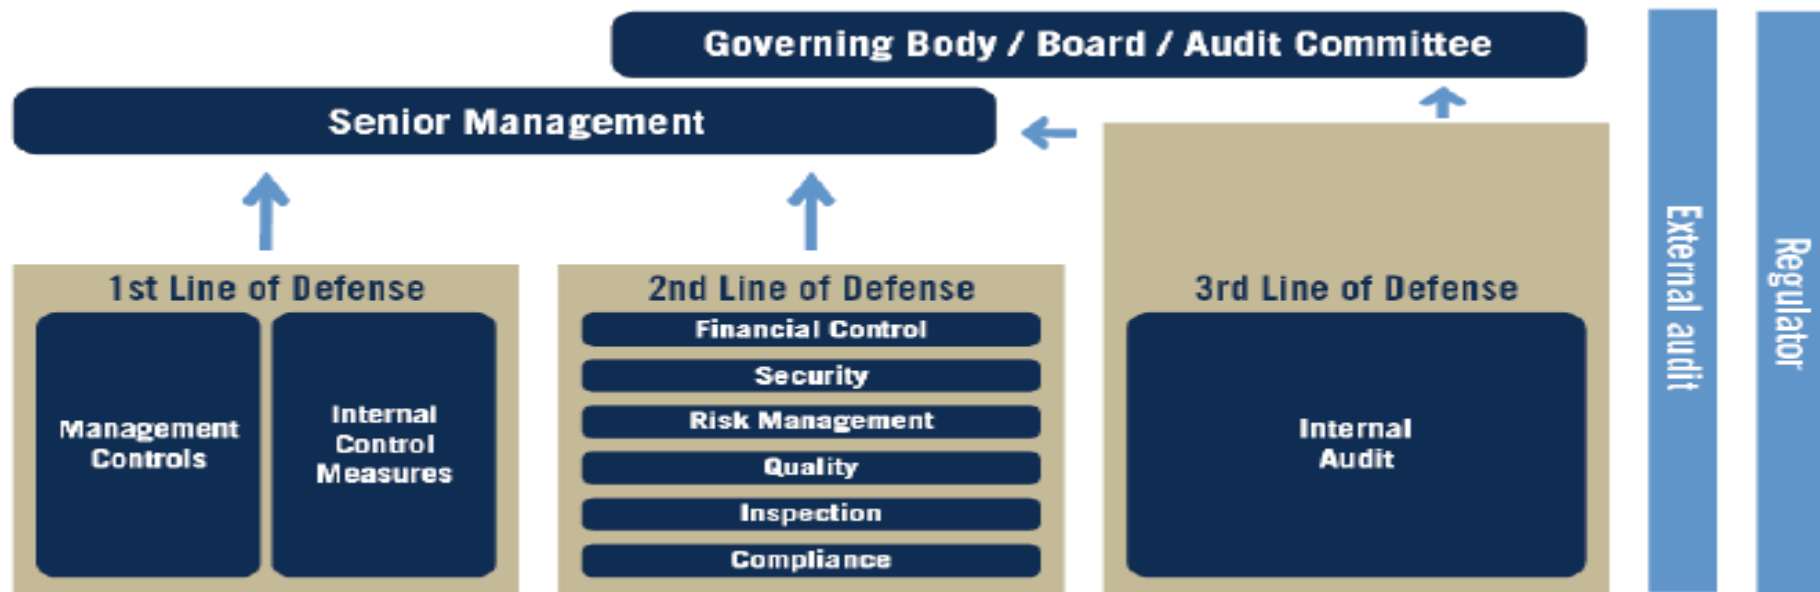 Governing Body / Board / Audit Committee
Senior Management
1st Line of Defense
Management
Controls
Internal
Control
Measures
2nd Line of Defense
Financial Control
Security
Risk Management
Quality
Inspection
Compliance
3rd Line of Defense
Internal
Audit
External audit
Regulator